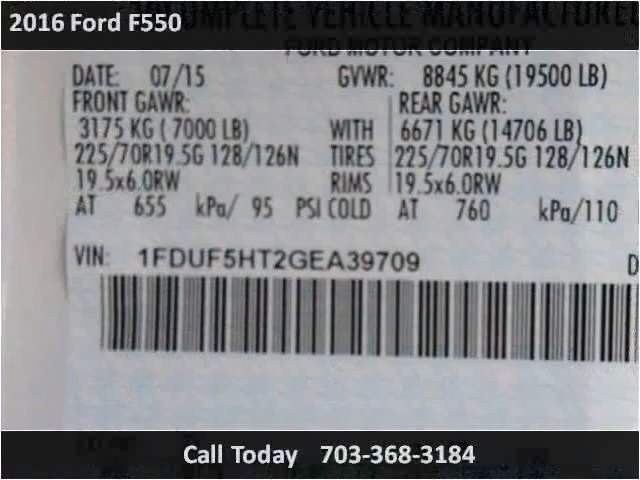 2016 Ford F550
INCOMPLETE VEHICLE MANUFACTURED
FORD MOTOR COMPANY
DATE: 07/15 GVWR: 8845 KG (19500 LB)
FRONT GAWR: REAR GAWR:
3175 KG ( 7000 LB) WITH 6671 KG (14706 LB)
225/70R19.5G 128/126N TIRES 225/70R19.5G 128/126N
19.5x6.0RW RIMS 19.5x6.0RW
AT 655 kPa/ 95 PSI COLD AT 760 kPa/110
VIN: 1FDUF5HT2GEA39709 D
Call Today 703-368-3184